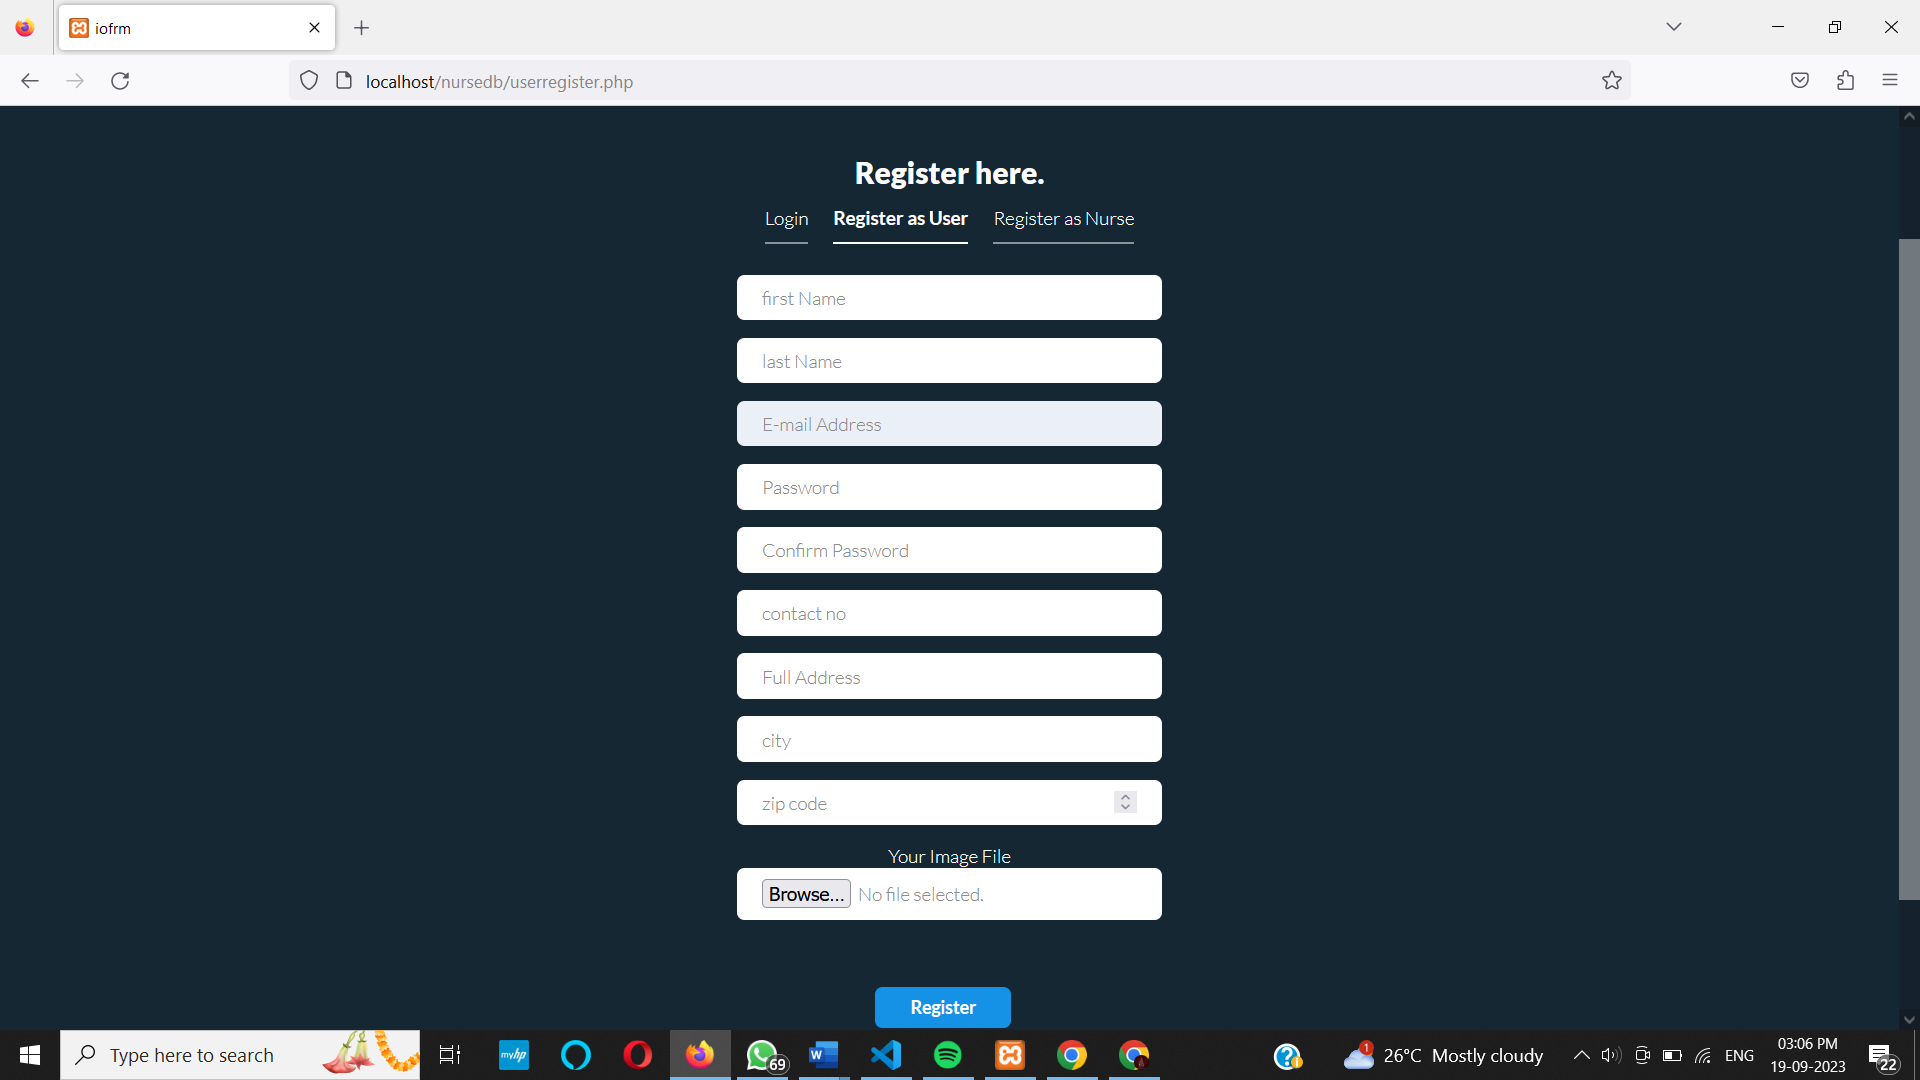 iofrm
localhost/nursedb/userregister.php
Register here.
Login Register as User Register as Nurse
first Name
last Name
E-mail Address
Password
Confirm Password
contact no
Full Address
city
zip code
Your Image File
Browse... No file selected.
Register
Type here to search
myhp
69
W
1
26°C Mostly cloudy
ENG
03:06 PM
19-09-2023
22